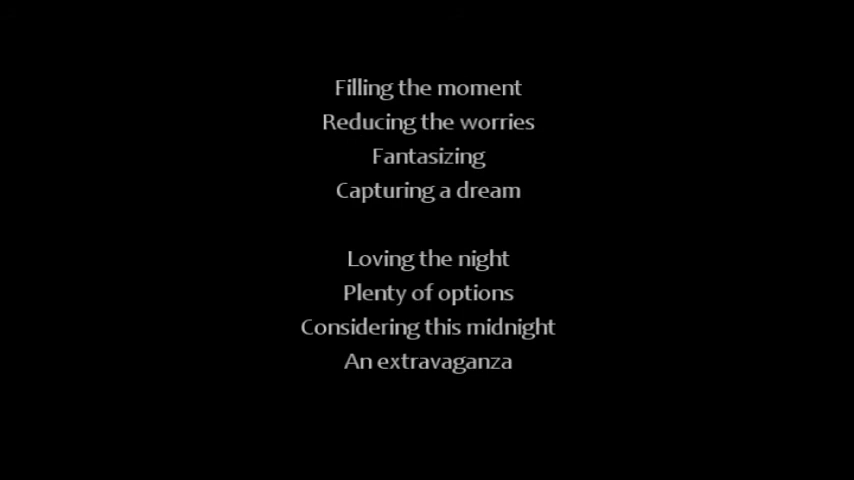 Filling the moment
Reducing the worries
Fantasizing
Capturing a dream
Loving the night
Plenty of options
Considering this midnight
An extravaganza